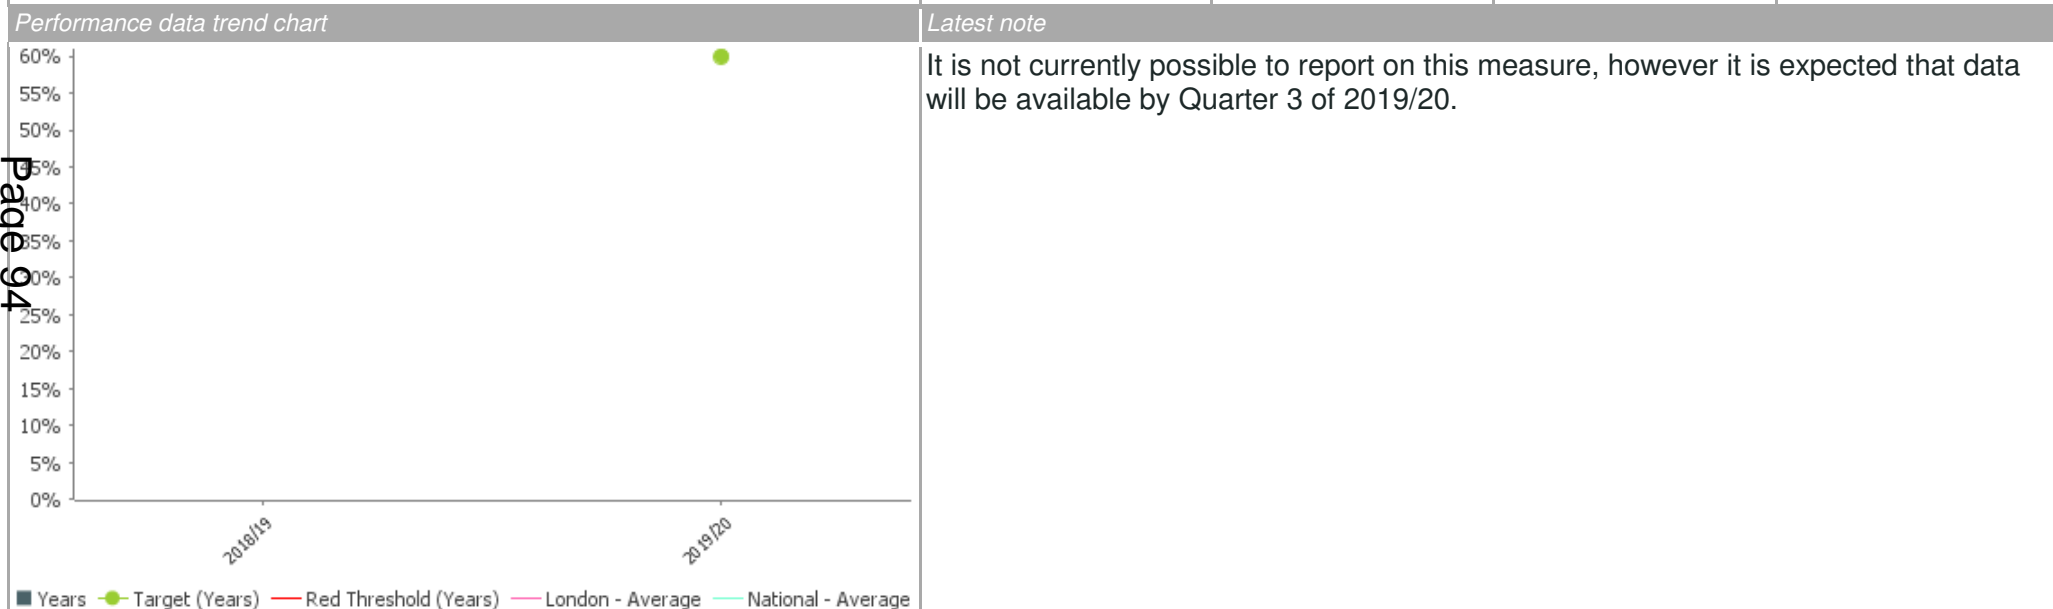 Performance data trend chart
Latest note
60%
55%
50%
45%
40%
35%
30%
25%
20%
15%
10%
5%
0%
2018/19
2019/20
Years
Target (Years)
Red Threshold (Years)
London - Average
National - Average
It is not currently possible to report on this measure, however it is expected that data
will be available by Quarter 3 of 2019/20.
Page 94